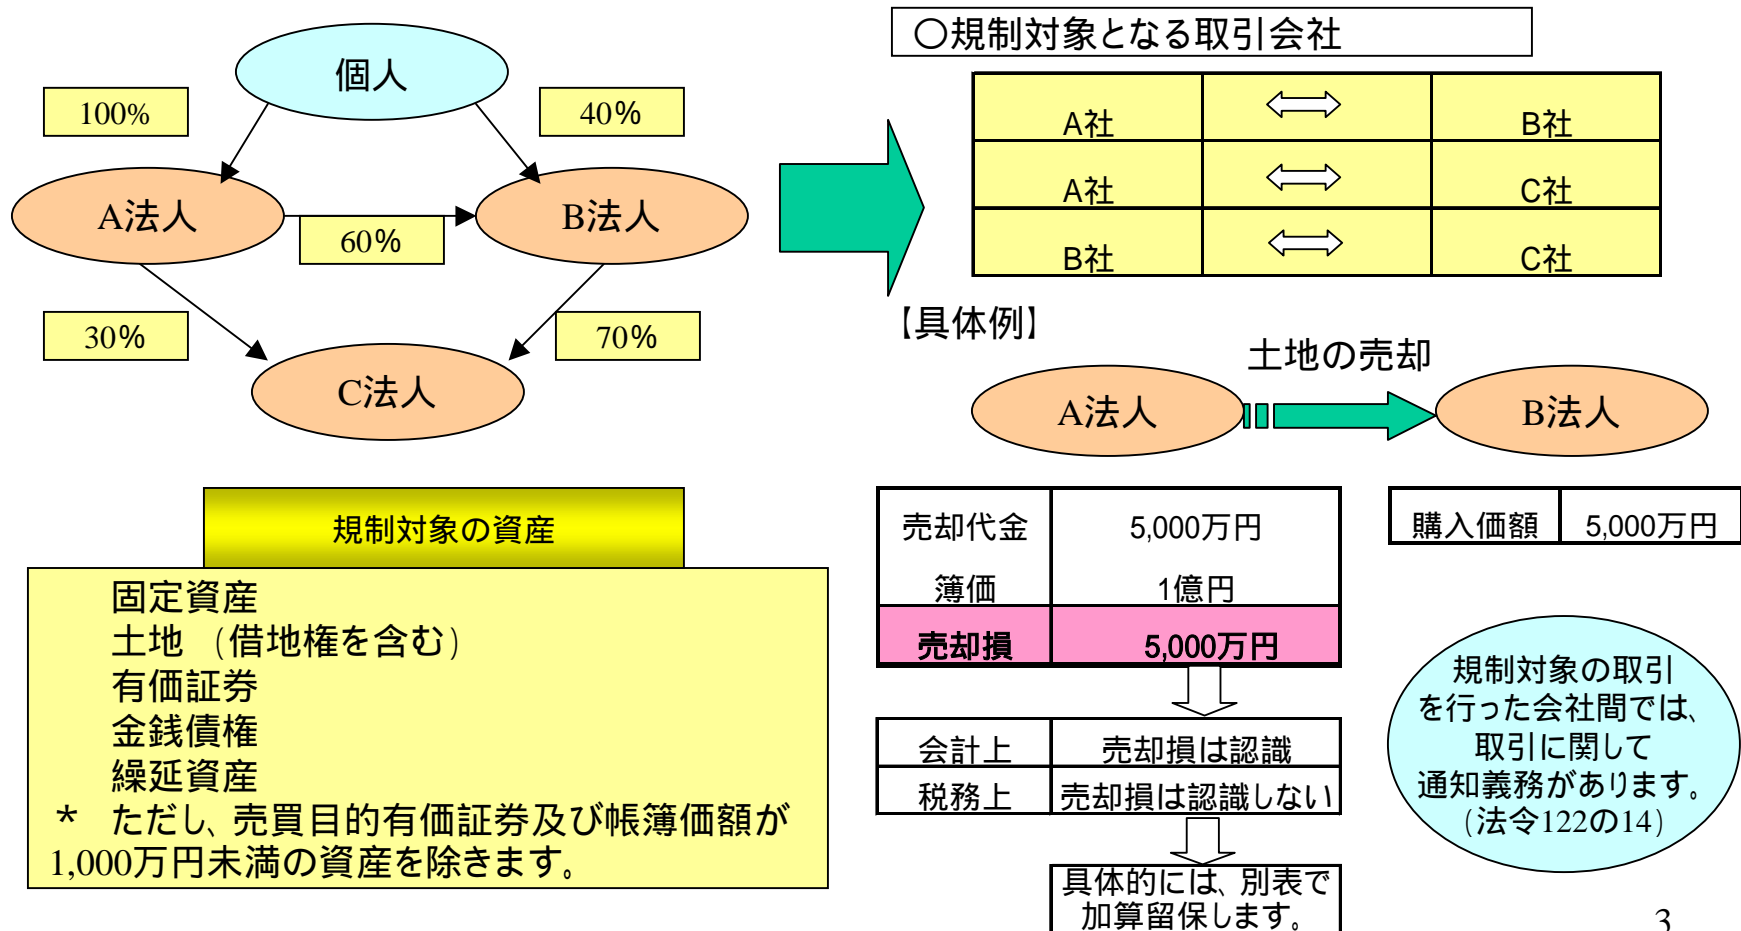 個人
100%
40%
A法人
60%
B法人
30%
70%
C法人
○規制対象となる取引会社
A社 B社
A社 C社
B社 C社
【具体例】
土地の売却
A法人
B法人
規制対象の資産
固定資産
土地 (借地権を含む)
有価証券
金銭債権
繰延資産
* ただし、売買目的有価証券及び帳簿価額が
1,000万円未満の資産を除きます。
売却代金 5,000万円
簿価 1億円
売却損 5,000万円
購入価額 5,000万円
会計上 売却損は認識
税務上 売却損は認識しない
具体的には、別表で
加算留保します。
規制対象の取引
を行った会社間では、
取引に関して
通知義務があります。
(法令122の14)
3